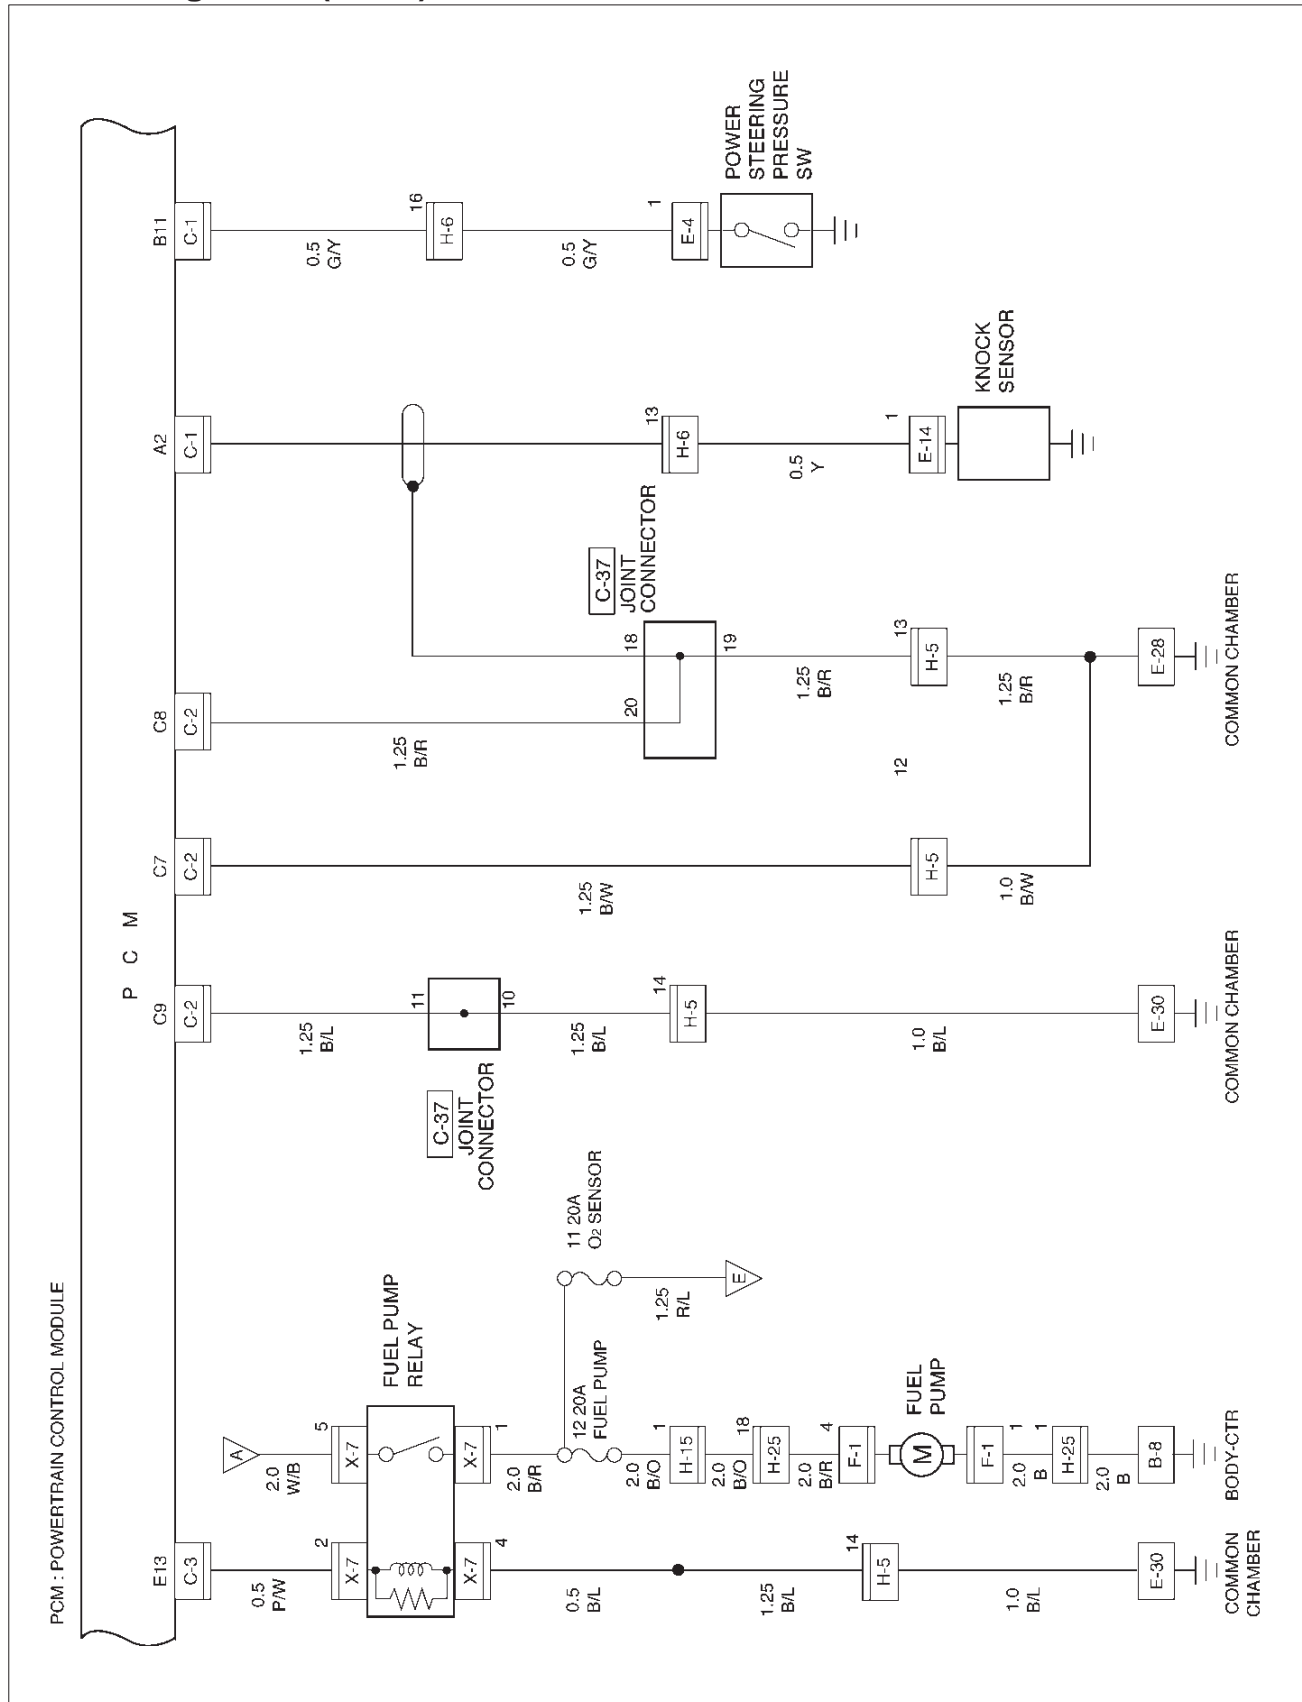 PCM : POWERTRAIN CONTROL MODULE
P C M
E13
C-3
0.5
P/W
2
X-7
X-7
4
0.5
B/L
1.25
B/L
14
H-5
1.0
B/L
E-30
COMMON
CHAMBER
A
2.0
W/B
5
X-7
FUEL PUMP
RELAY
X-7
1
2.0
B/R
12 20A
FUEL PUMP
2.0
B/O
1
H-15
2.0
B/O
18
H-25
2.0
B/R
4
F-1
M
FUEL
PUMP
F-1
1
2.0
B
1
H-25
2.0
B
B-8
BODY-CTR
11 20A
O2 SENSOR
1.25
R/L
E
C9
C-2
1.25
B/L
11
10
C-37
JOINT
CONNECTOR
1.25
B/L
14
H-5
1.0
B/L
E-30
COMMON CHAMBER
C7
C-2
1.25
B/W
12
H-5
1.0
B/W
C8
C-2
1.25
B/R
20
18
19
C-37
JOINT
CONNECTOR
1.25
B/R
13
H-5
1.25
B/R
E-28
COMMON CHAMBER
A2
C-1
13
H-6
0.5
Y
1
E-14
KNOCK
SENSOR
B11
C-1
0.5
G/Y
16
H-6
0.5
G/Y
1
E-4
POWER
STEERING
PRESSURE
SW